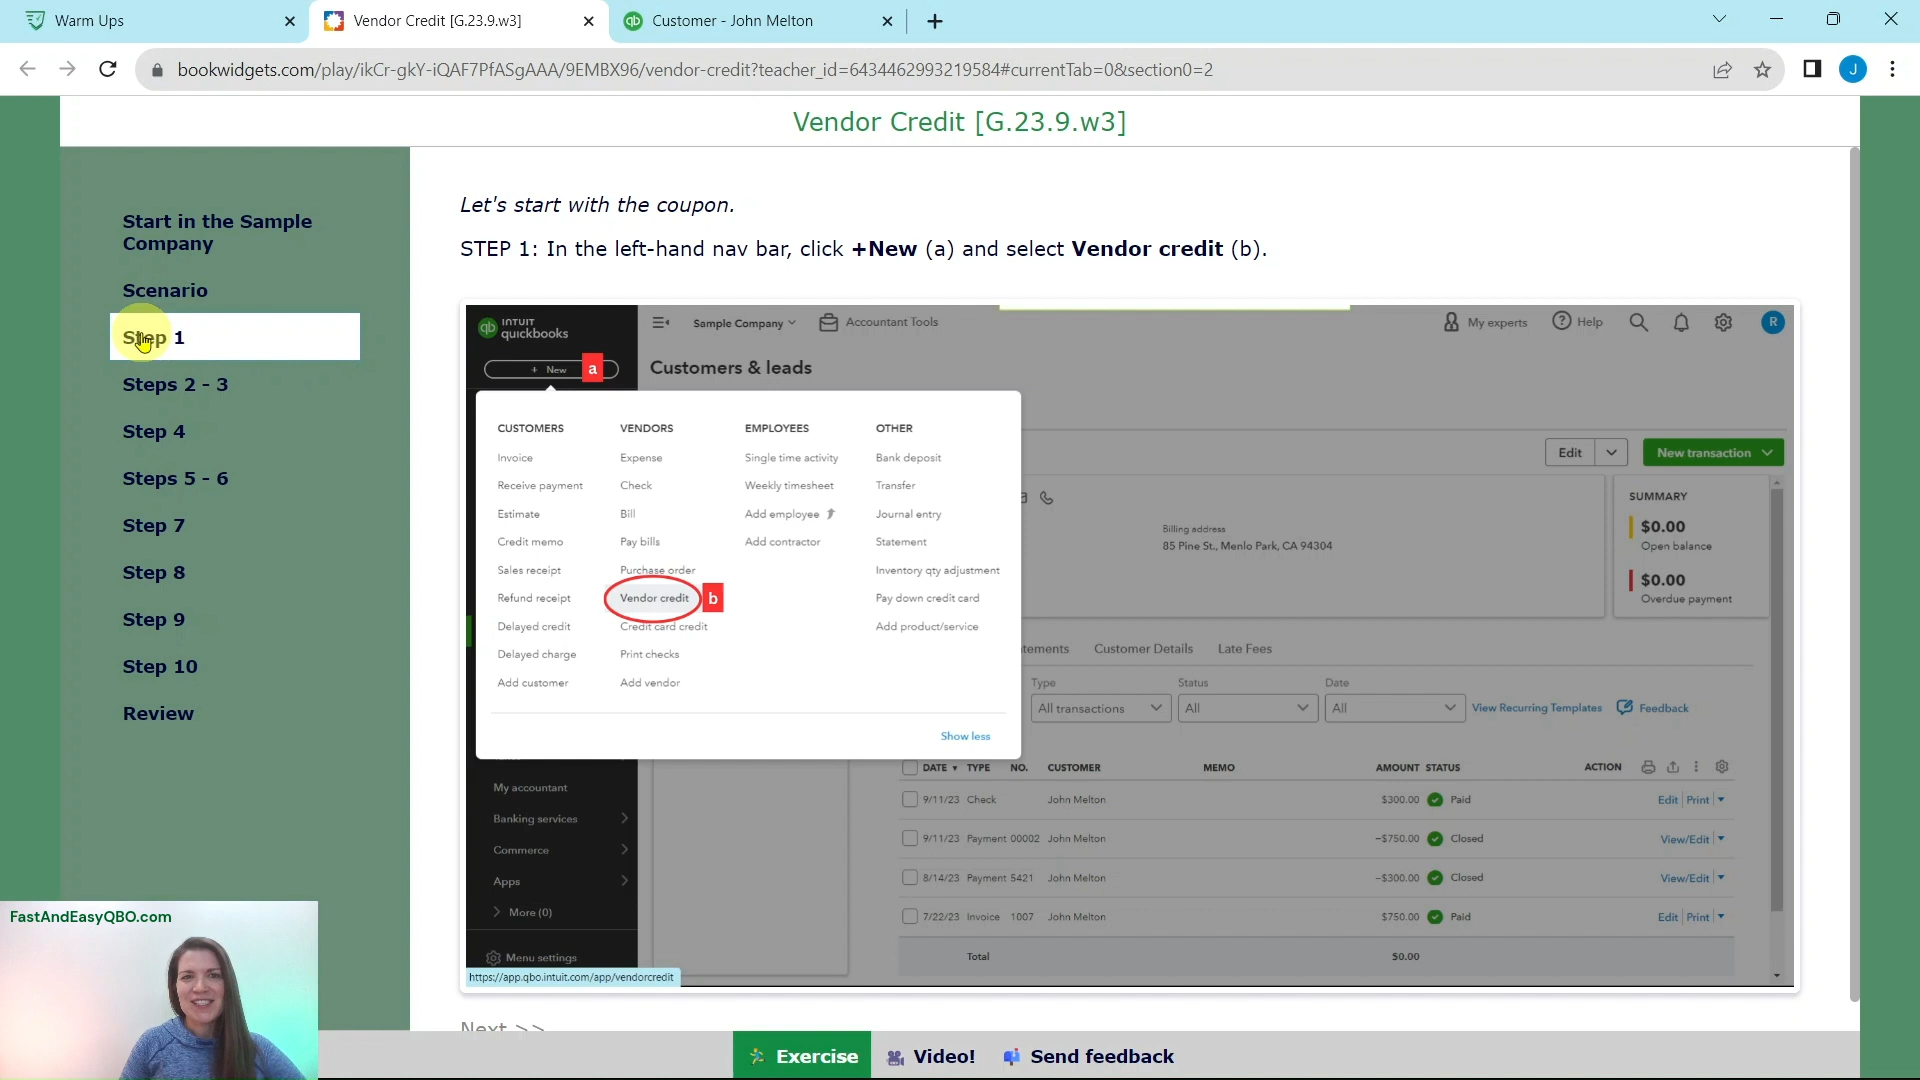 Warm Ups
Vendor Credit [G.23.9.w3]
Customer - John Melton
bookwidgets.com/play/ikCr-gkY-iQAF7PfASgAAA/9EMBX96/vendor-credit?teacher_id=6434462993219584#currentTab=0&section0=2
J
Vendor Credit [G.23.9.w3]
Start in the Sample
Company
Scenario
Step 1
Steps 2 - 3
Step 4
Steps 5 - 6
Step 7
Step 8
Step 9
Step 10
Review
Let's start with the coupon.
STEP 1: In the left-hand nav bar, click +New (a) and select Vendor credit (b).
qb INTUIT
quickbooks
Sample Company
Accountant Tools
My experts
Help
R
+ New
a
Customers & leads
CUSTOMERS
Invoice
Receive payment
Estimate
Credit memo
Sales receipt
Refund receipt
Delayed credit
Delayed charge
Add customer
VENDORS
Expense
Check
Bill
Pay bills
Purchase order
Vendor credit
b
Credit card credit
Print checks
Add vendor
EMPLOYEES
Single time activity
Weekly timesheet
Add employee
Add contractor
OTHER
Bank deposit
Transfer
Journal entry
Statement
Inventory qty adjustment
Pay down credit card
Add product/service
Show less
Edit
New transaction
Billing address
85 Pine St., Menlo Park, CA 94304
SUMMARY
$0.00
Open balance
$0.00
Overdue payment
tements
Customer Details
Late Fees
Type
All transactions
Status
All
Date
All
View Recurring Templates
Feedback
DATE TYPE NO. CUSTOMER MEMO AMOUNT STATUS ACTION
9/11/23 Check John Melton $300.00 Paid Edit Print
9/11/23 Payment 00002 John Melton -$750.00 Closed View/Edit
8/14/23 Payment 5421 John Melton -$300.00 Closed View/Edit
7/22/23 Invoice 1007 John Melton $750.00 Paid Edit Print
Total $0.00
My accountant
Banking services
Commerce
Apps
More (0)
Menu settings
https://app.qbo.intuit.com/app/vendorcredit
Next >>
FastAndEasyQBO.com
Exercise
Video!
Send feedback